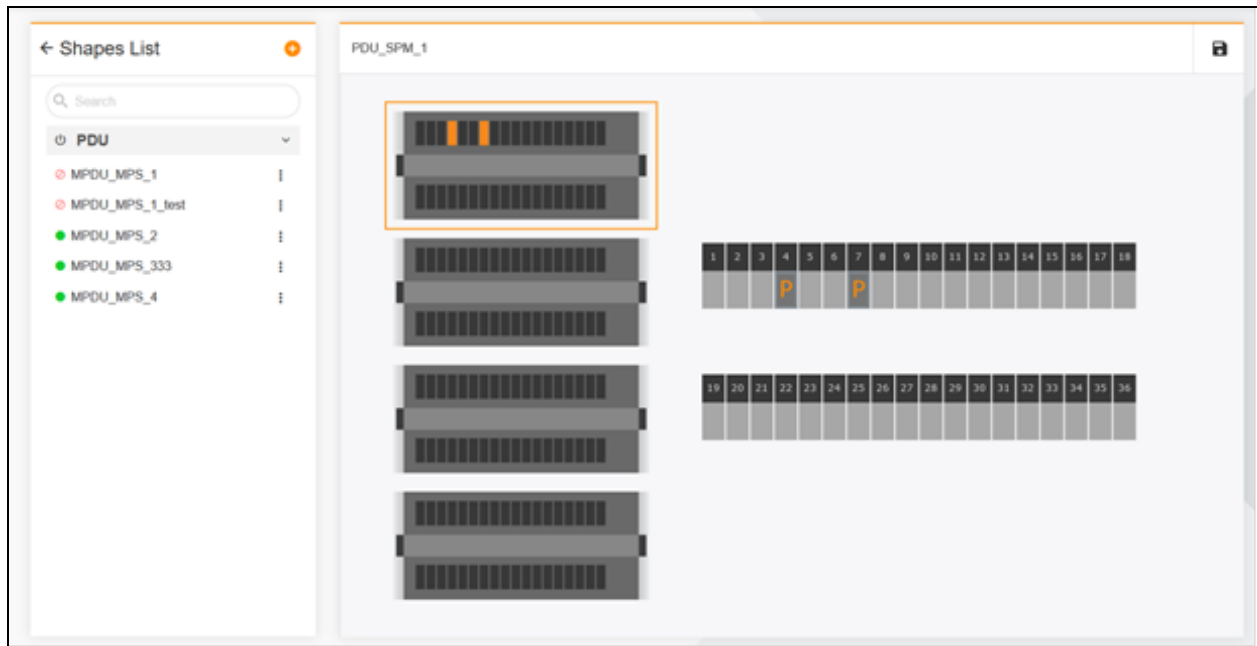 Shapes List
PDU_SPM_1
Search
PDU
MPDU_MPS_1
MPDU_MPS_1_test
MPDU_MPS_2
MPDU_MPS_333
MPDU_MPS_4
1 2 3 4 5 6 7 8 9 10 11 12 13 14 15 16 17 18
P P
19 20 21 22 23 24 25 26 27 28 29 30 31 32 33 34 35 36